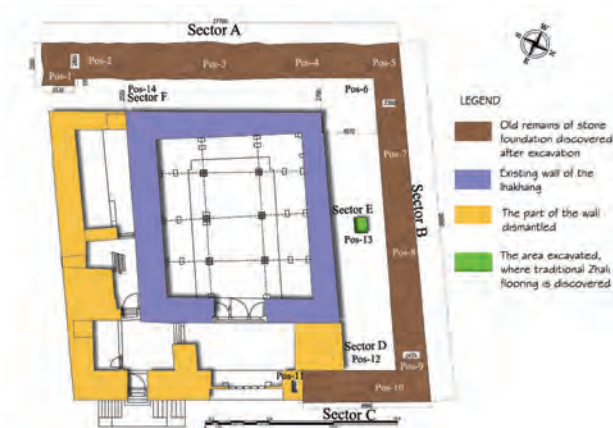 Sector A
27700
Pos-1
Pos-2
Pos-3
Pos-4
Pos-5
Pos-14
Sector F
Pos-6
Pos-7
Sector B
Sector E
Pos-13
Pos-8
Sector D
Pos-12
Pos-9
Pos-11
Pos-10
Sector C
W
N
S
E
LEGEND
Old remains of stone
foundation discovered
after excavation
Existing wall of the
lhakhang
The part of the wall
dismantled
The area excavated,
where traditional Zhali
flooring is discovered